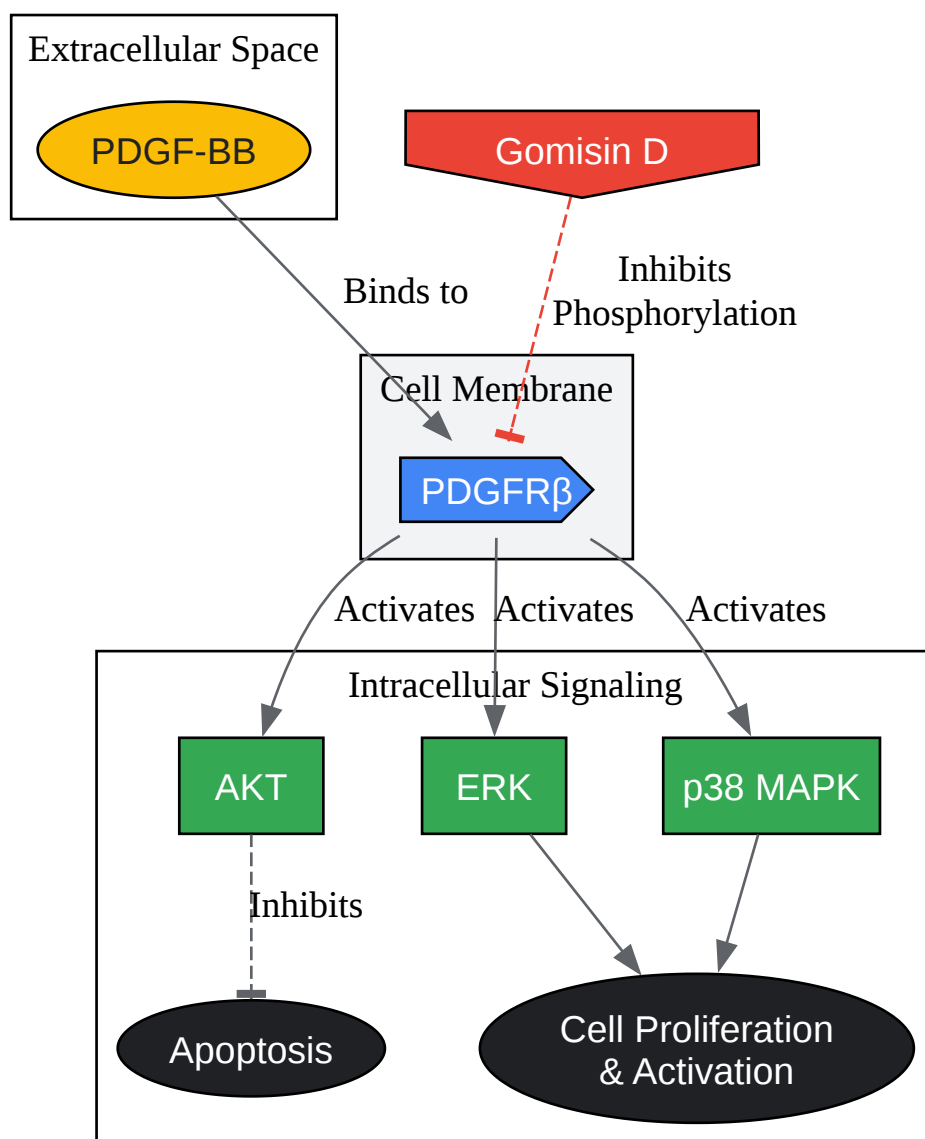 Extracellular Space
PDGF-BB
Gomisin D
Binds to
Inhibits
Phosphorylation
Cell Membrane
PDGFRβ
Activates
Activates
Activates
Intracellular Signaling
AKT
ERK
p38 MAPK
Inhibits
Apoptosis
Cell Proliferation
& Activation